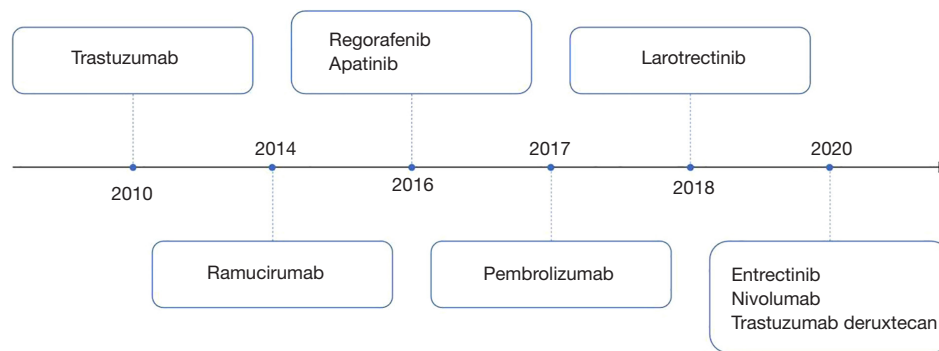 Trastuzumab
Regorafenib
Apatinib
Larotrectinib
2014
2017
2020
2010
2016
2018
Ramucirumab
Pembrolizumab
Entrectinib
Nivolumab
Trastuzumab deruxtecan